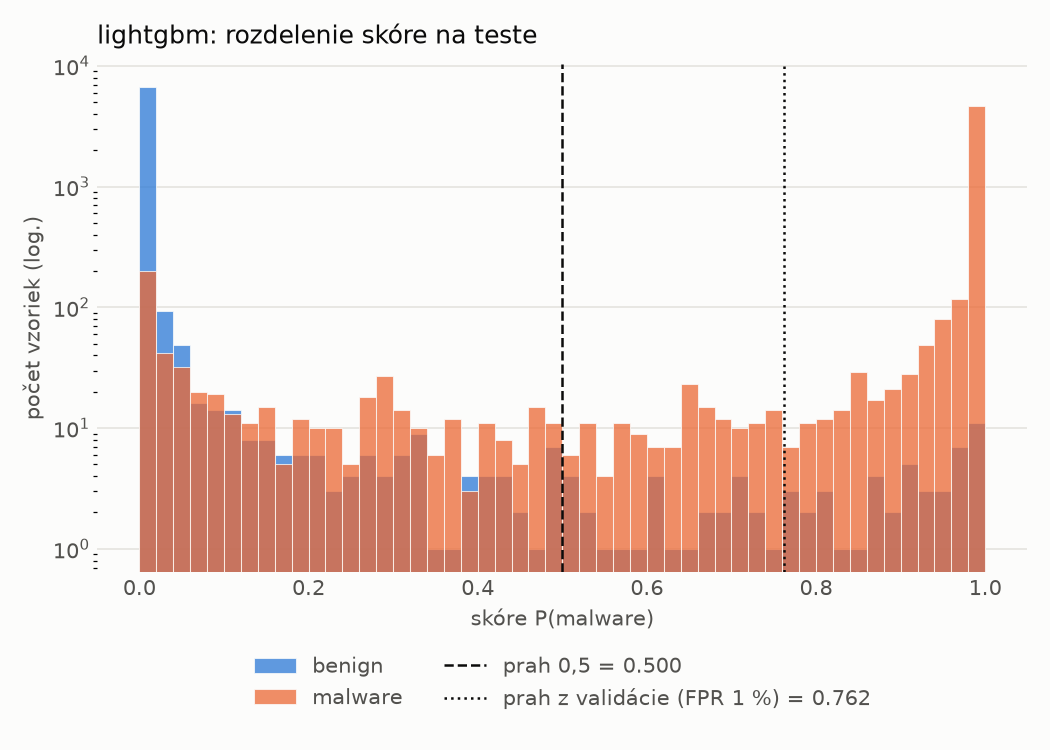 lightgbm: rozdelenie skóre na teste
10⁴
10³
10²
10¹
10⁰
počet vzoriek (log.)
0.0 0.2 0.4 0.6 0.8 1.0
skóre P(malware)
benign
malware
prah 0,5 = 0.500
prah z validácie (FPR 1 %) = 0.762